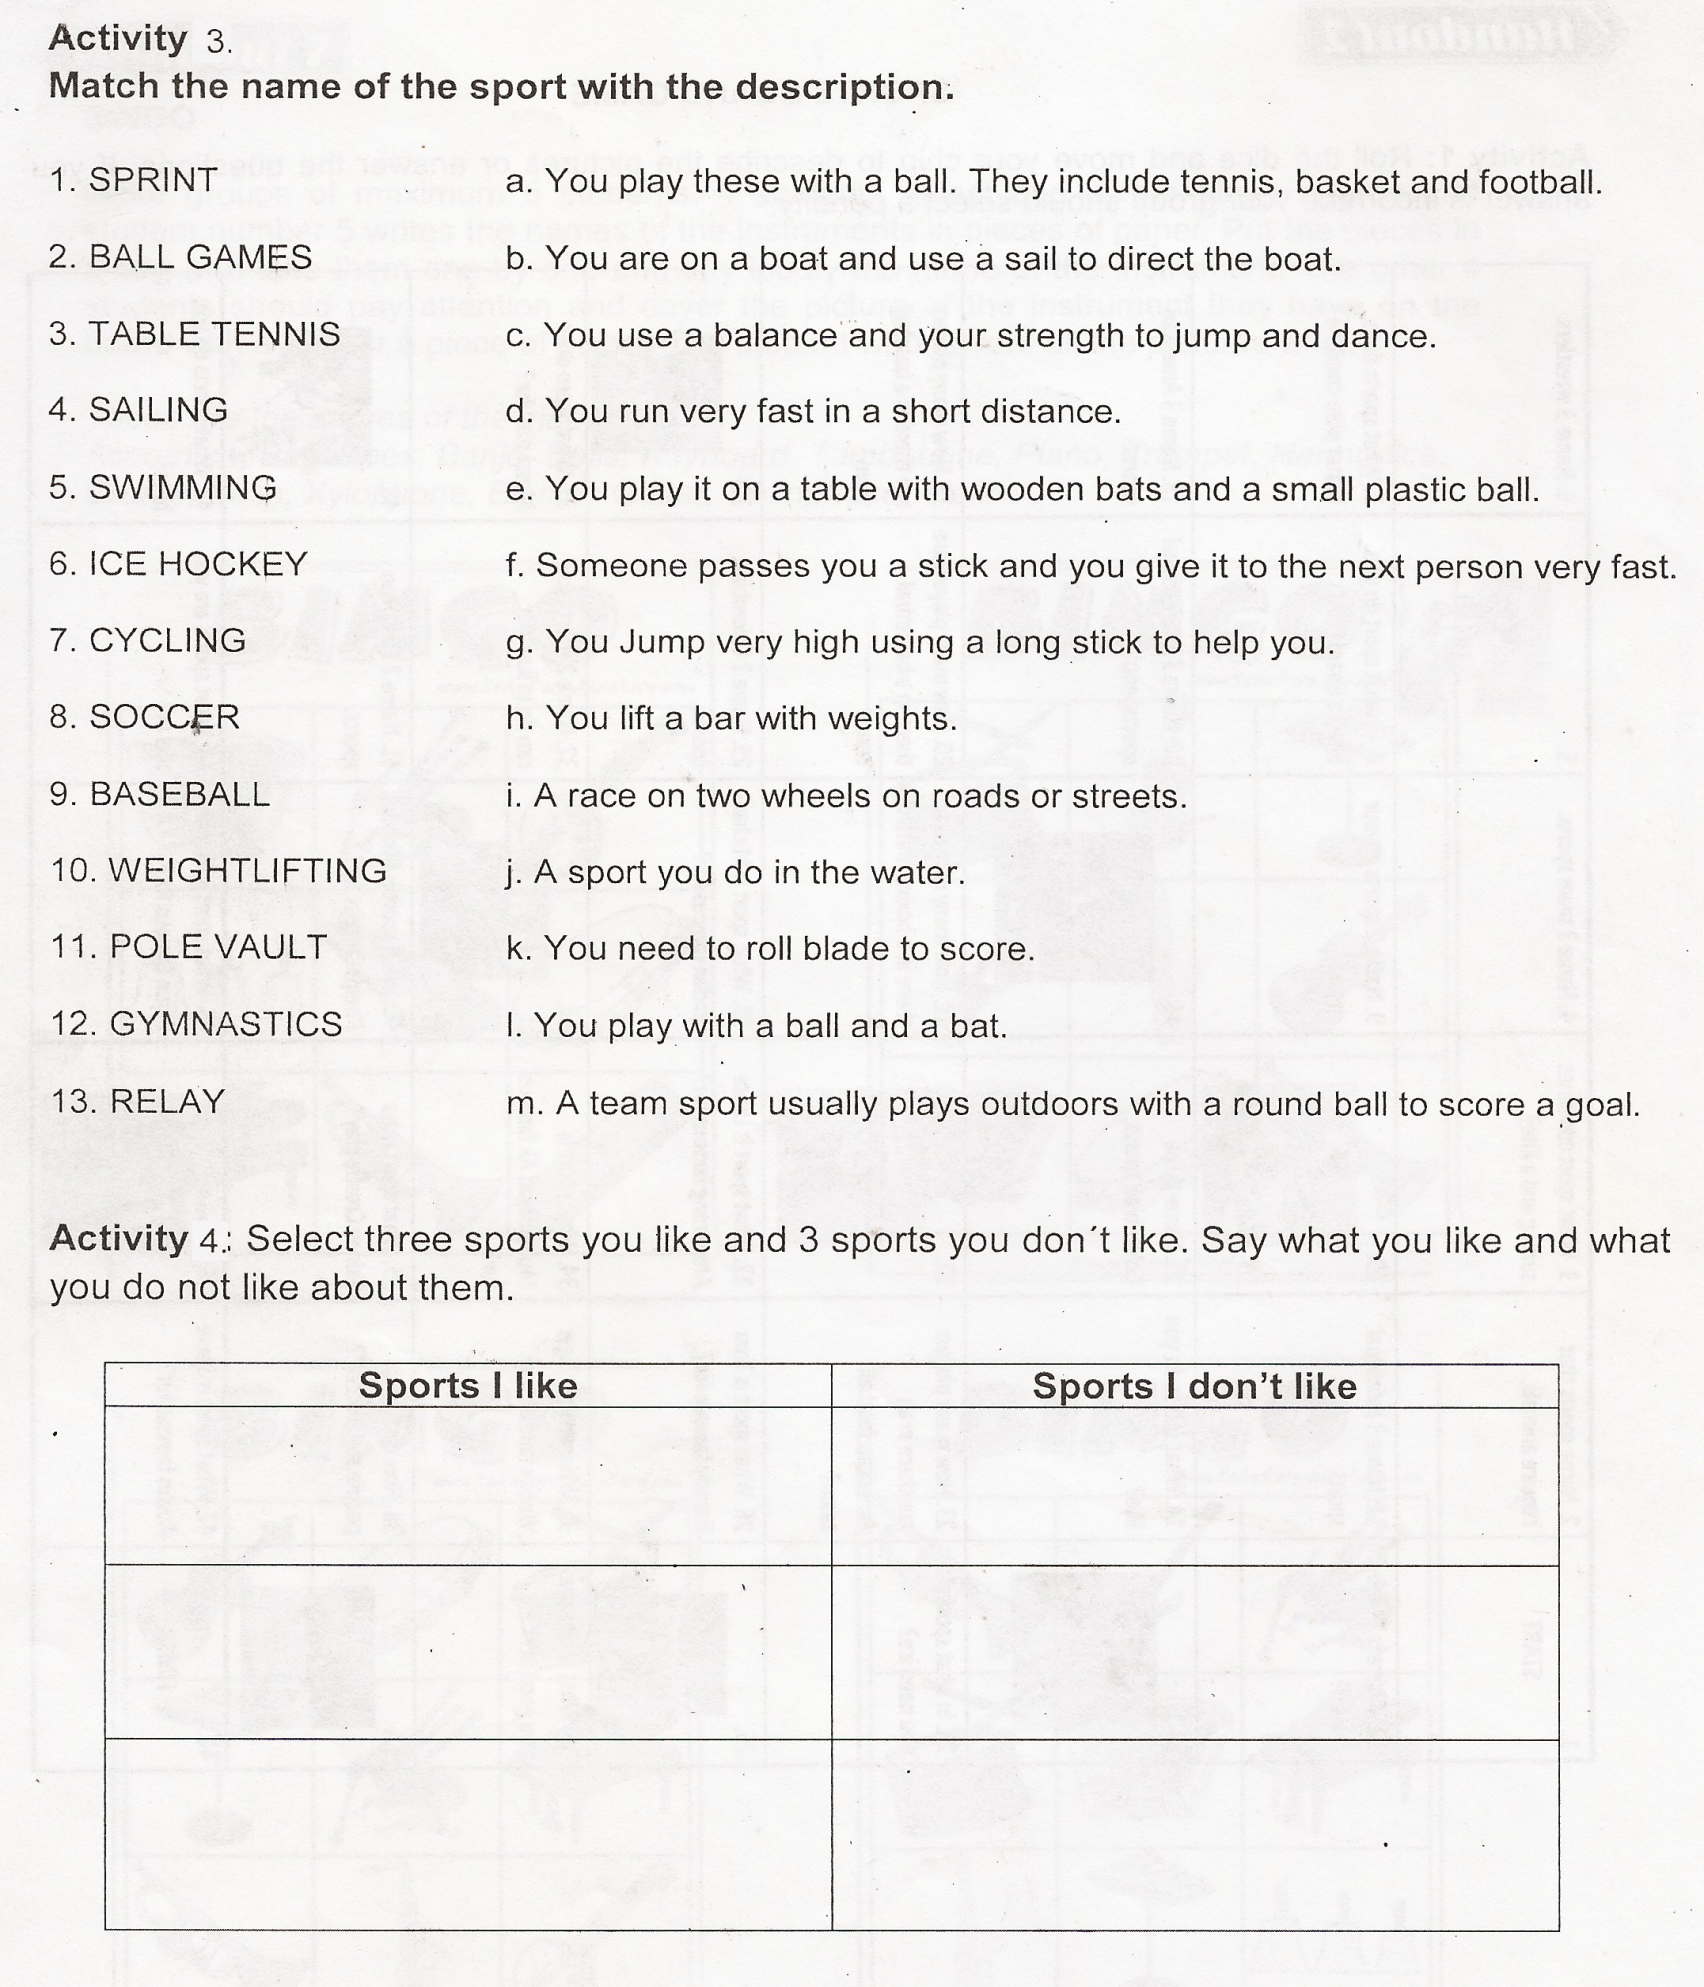 Activity 3.
Match the name of the sport with the description.
1. SPRINT a. You play these with a ball. They include tennis, basket and football.
2. BALL GAMES b. You are on a boat and use a sail to direct the boat.
3. TABLE TENNIS c. You use a balance and your strength to jump and dance.
4. SAILING d. You run very fast in a short distance.
5. SWIMMING e. You play it on a table with wooden bats and a small plastic ball.
6. ICE HOCKEY f. Someone passes you a stick and you give it to the next person very fast.
7. CYCLING g. You Jump very high using a long stick to help you.
8. SOCCER h. You lift a bar with weights.
9. BASEBALL i. A race on two wheels on roads or streets.
10. WEIGHTLIFTING j. A sport you do in the water.
11. POLE VAULT k. You need to roll blade to score.
12. GYMNASTICS l. You play with a ball and a bat.
13. RELAY m. A team sport usually plays outdoors with a round ball to score a goal.
Activity 4.: Select three sports you like and 3 sports you don´t like. Say what you like and what
you do not like about them.
Sports I like Sports I don't like